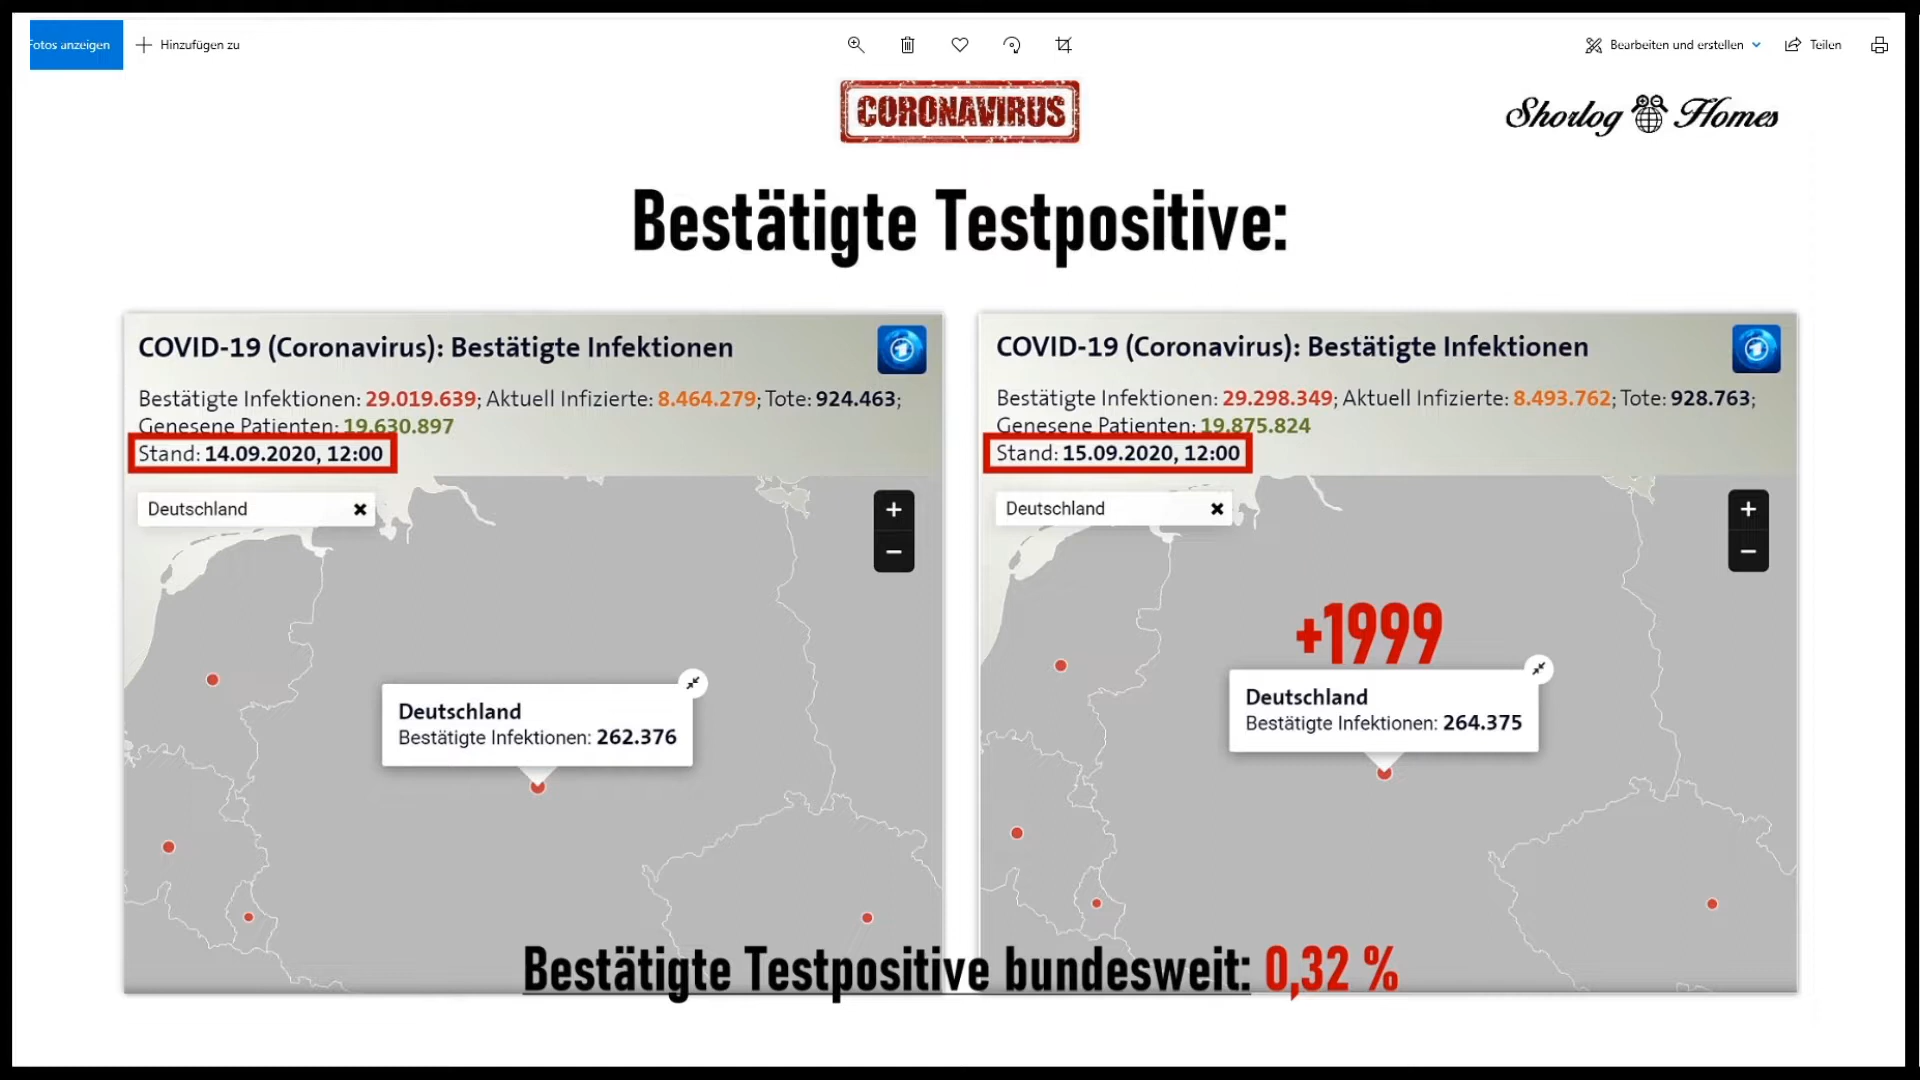 Fotos anzeigen
Hinzufügen zu
Bearbeiten und erstellen
Teilen
CORONAVIRUS
Shorlog Homes
Bestätigte Testpositive:
COVID-19 (Coronavirus): Bestätigte Infektionen
Bestätigte Infektionen: 29.019.639; Aktuell Infizierte: 8.464.279; Tote: 924.463;
Genesene Patienten: 19.630.897
Stand: 14.09.2020, 12:00
Deutschland
Deutschland
Bestätigte Infektionen: 262.376
COVID-19 (Coronavirus): Bestätigte Infektionen
Bestätigte Infektionen: 29.298.349; Aktuell Infizierte: 8.493.762; Tote: 928.763;
Genesene Patienten: 19.875.824
Stand: 15.09.2020, 12:00
Deutschland
+1999
Deutschland
Bestätigte Infektionen: 264.375
Bestätigte Testpositive bundesweit: 0,32 %